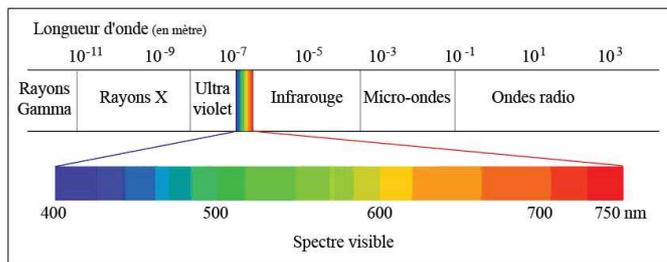 Longueur d'onde (en mètre)
10⁻¹¹ 10⁻⁹ 10⁻⁷ 10⁻⁵ 10⁻³ 10⁻¹ 10¹ 10³
Rayons Gamma Rayons X Ultra violet Infrarouge Micro-ondes Ondes radio
400 500 600 700 750 nm
Spectre visible